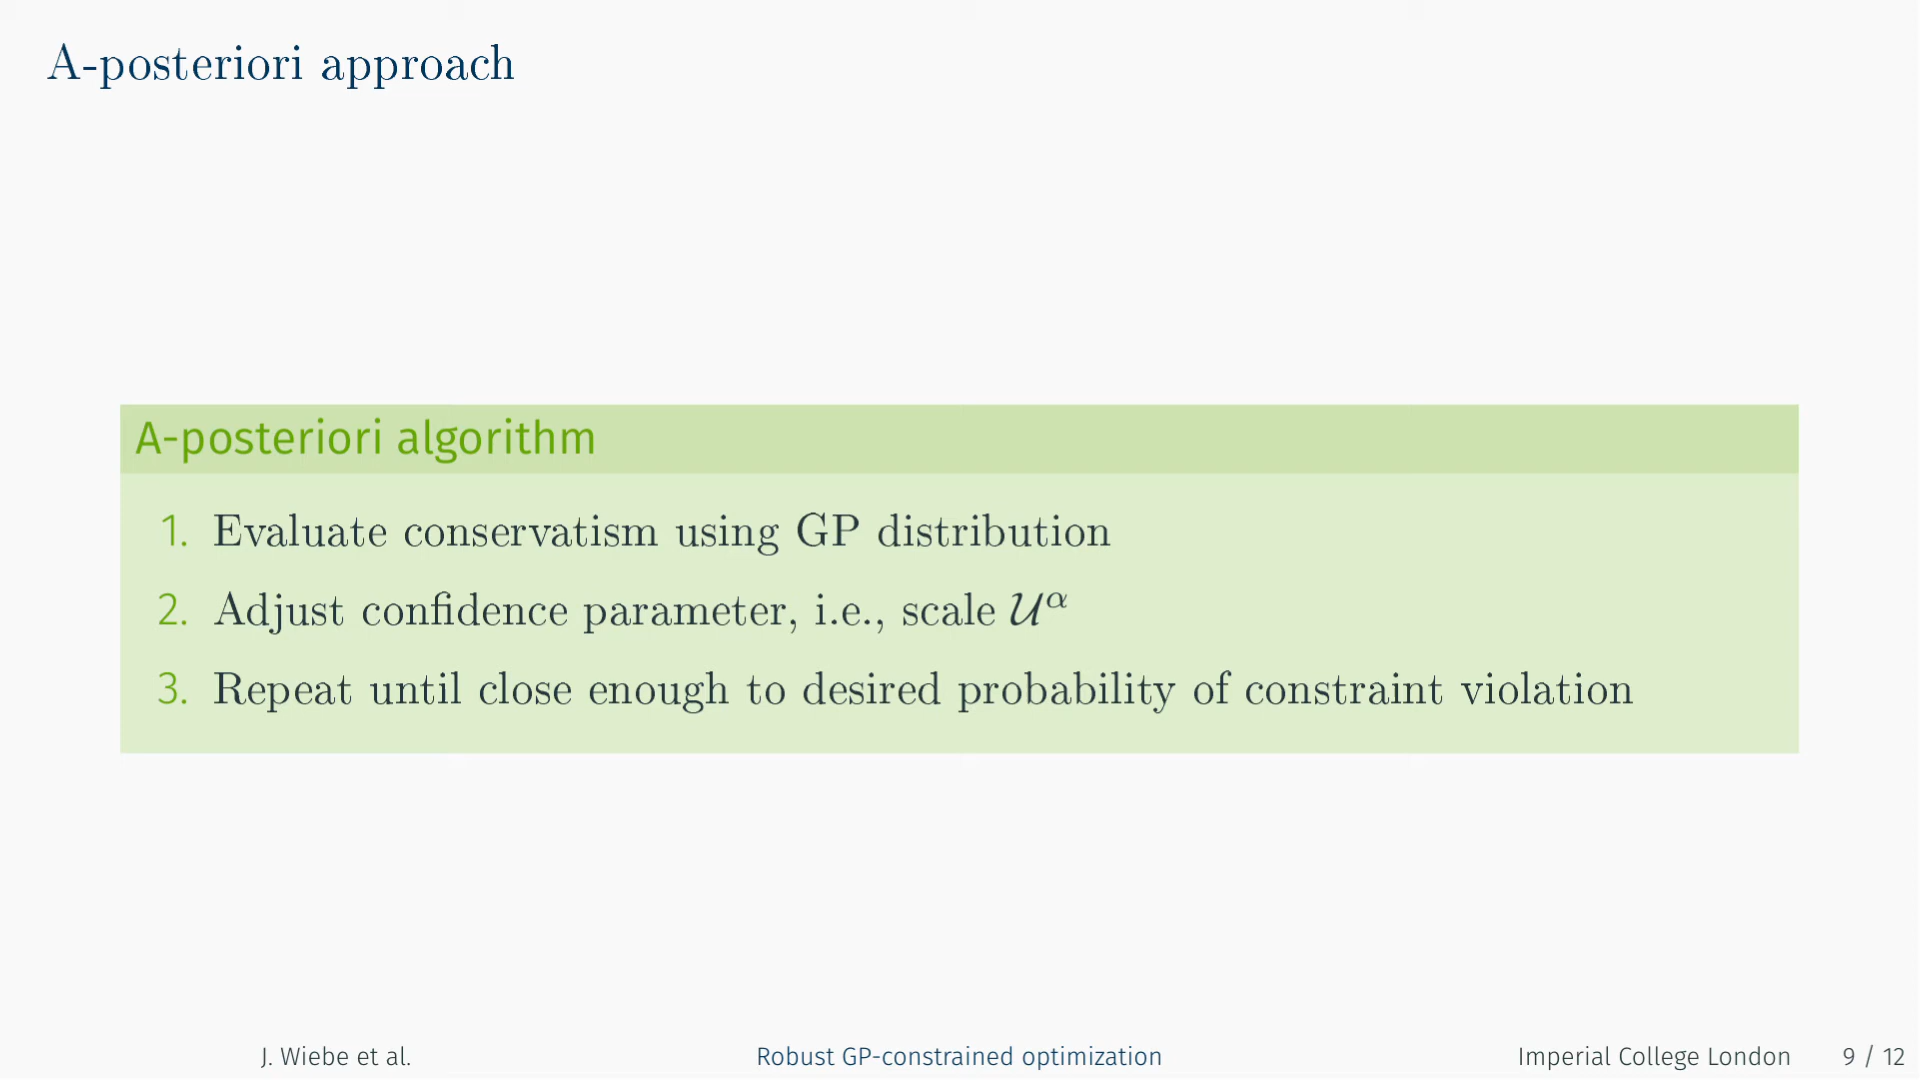 A-posteriori approach
A-posteriori algorithm
1. Evaluate conservatism using GP distribution
2. Adjust confidence parameter, i.e., scale 𝒰^α
3. Repeat until close enough to desired probability of constraint violation
J. Wiebe et al. Robust GP-constrained optimization Imperial College London 9 / 12